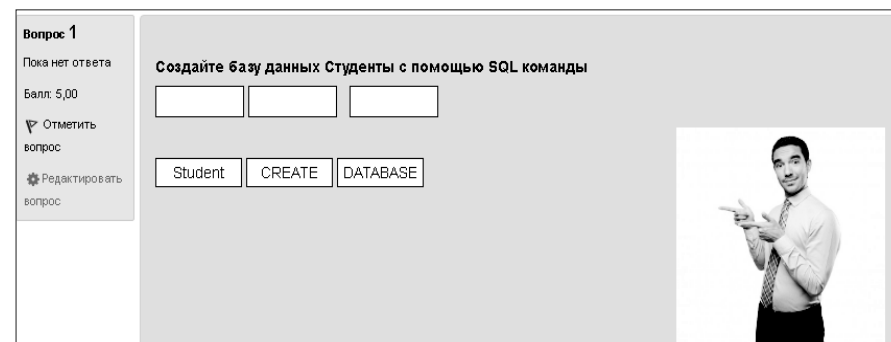 Вопрос 1
Пока нет ответа
Балл: 5,00
Отметить
вопрос
Редактировать
вопрос
Создайте базу данных Студенты с помощью SQL команды
Student CREATE DATABASE